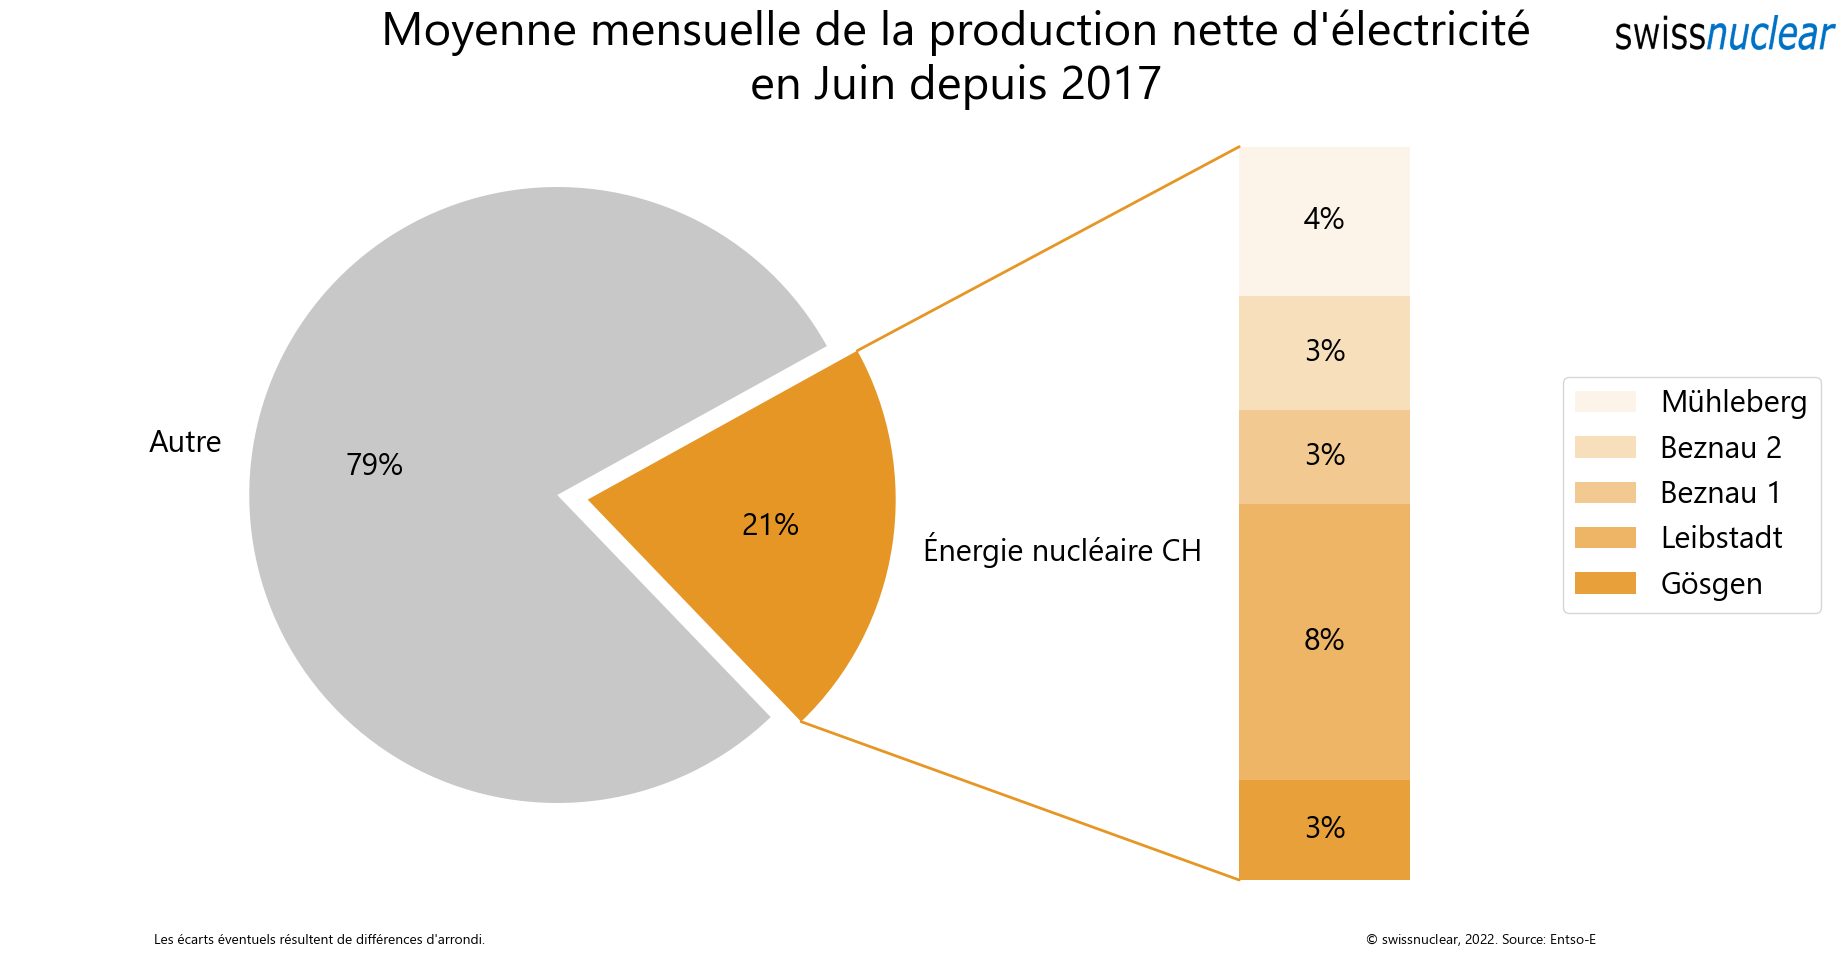 Moyenne mensuelle de la production nette d'électricité
en Juin depuis 2017
swissnuclear
Autre
79%
21%
Énergie nucléaire CH
4%
3%
3%
8%
3%
Mühleberg
Beznau 2
Beznau 1
Leibstadt
Gösgen
Les écarts éventuels résultent de différences d'arrondi.
© swissnuclear, 2022. Source: Entso-E